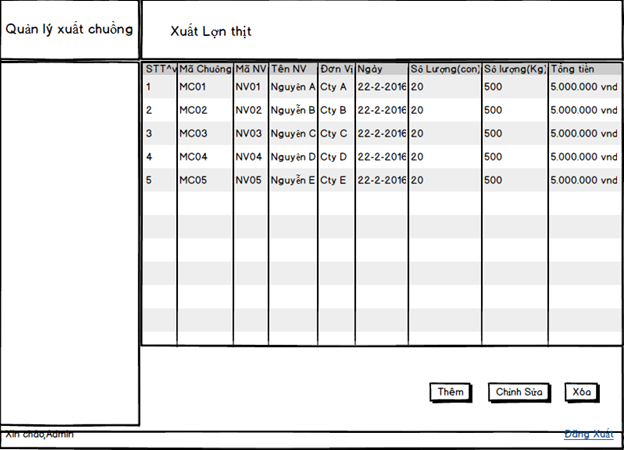 Quản lý xuất chuồng
Xuất Lợn thịt
STT^v Mã Chuồng Mã NV Tên NV Đơn Vị Ngày Số Lượng(con) Số lượng(Kg) Tổng tiền
1 MC01 NV01 Nguyễn A Cty A 22-2-2016 20 500 5.000.000 vnd
2 MC02 NV02 Nguyễn B Cty B 22-2-2016 20 500 5.000.000 vnd
3 MC03 NV03 Nguyễn C Cty C 22-2-2016 20 500 5.000.000 vnd
4 MC04 NV04 Nguyễn D Cty D 22-2-2016 20 500 5.000.000 vnd
5 MC05 NV05 Nguyễn E Cty E 22-2-2016 20 500 5.000.000 vnd
Thêm Chỉnh Sửa Xóa
Xin chào,Admin Đăng Xuất